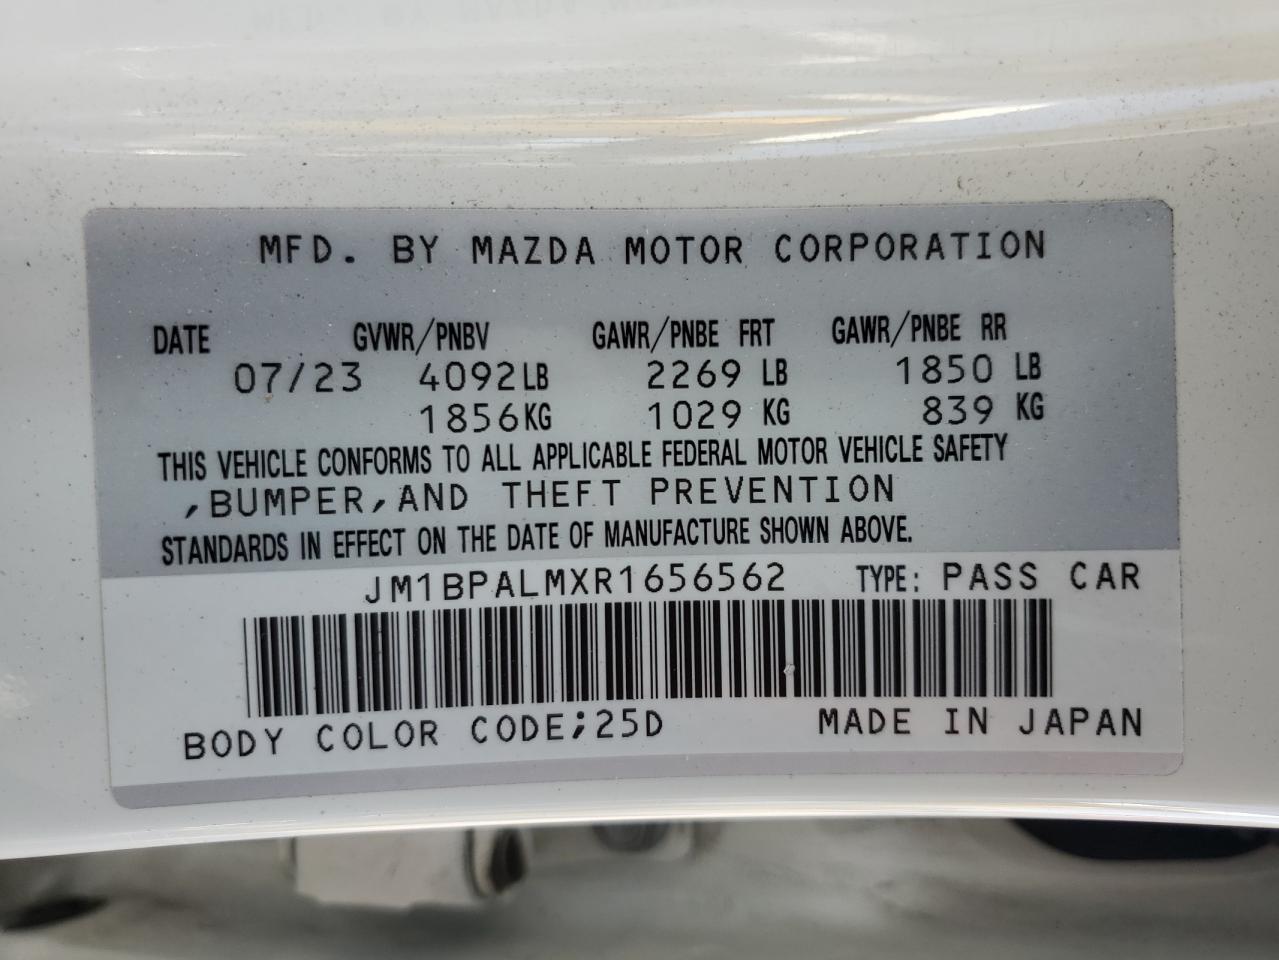 MFD. BY MAZDA MOTOR CORPORATION
DATE GVWR/PNBV GAWR/PNBE FRT GAWR/PNBE RR
07/23 4092LB 2269 LB 1850 LB
1856KG 1029 KG 839 KG
THIS VEHICLE CONFORMS TO ALL APPLICABLE FEDERAL MOTOR VEHICLE SAFETY
,BUMPER,AND THEFT PREVENTION
STANDARDS IN EFFECT ON THE DATE OF MANUFACTURE SHOWN ABOVE.
JM1BPALMXR1656562 TYPE: PASS CAR
BODY COLOR CODE;25D MADE IN JAPAN